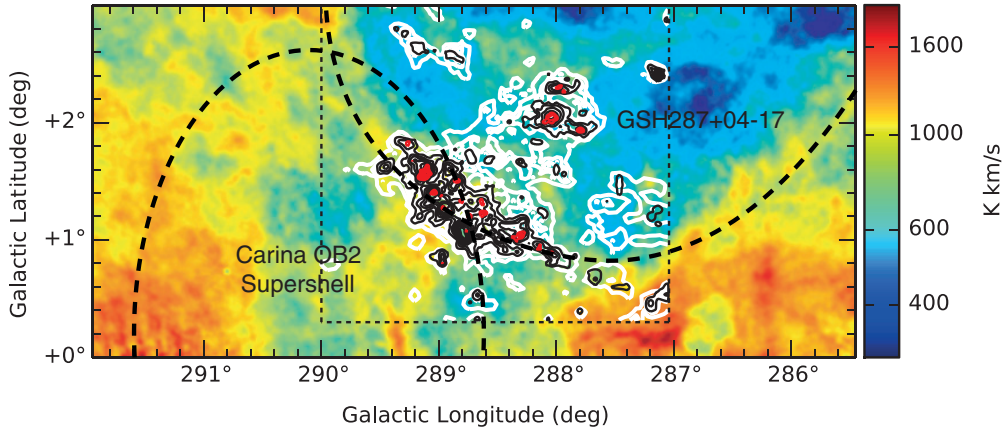 GSH287+04-17
Carina OB2
Supershell
Galactic Latitude (deg)
+2°
+1°
+0°
291° 290° 289° 288° 287° 286°
Galactic Longitude (deg)
1600
1000
600
400
K km/s